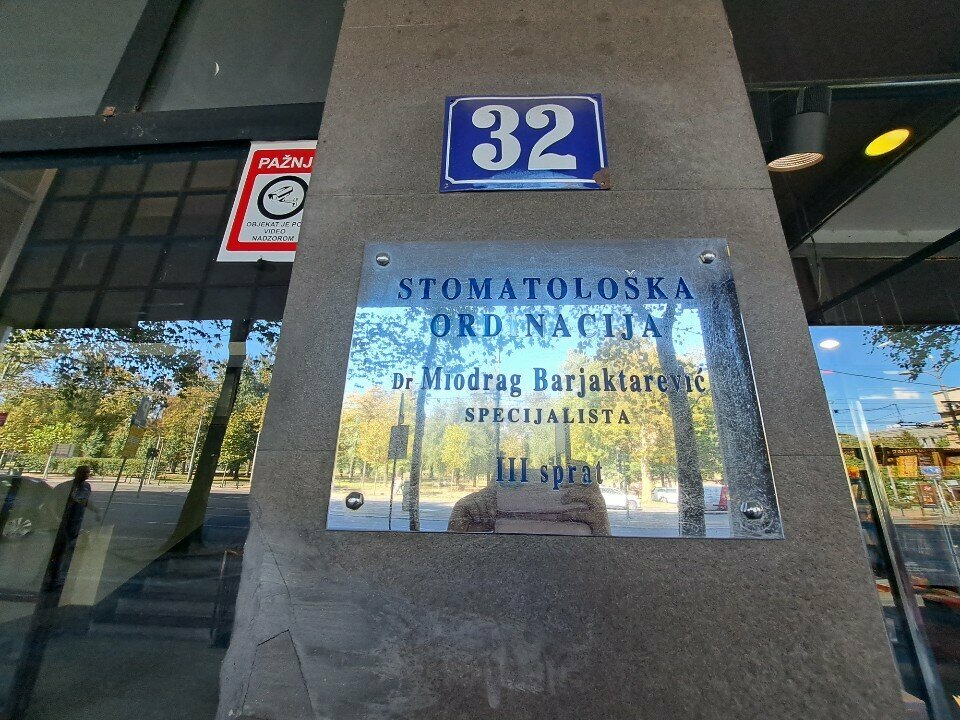 32
PAŽNJ
OBJEKAT JE PO
VIDEO
NADZOROM
STOMATOLOŠKA
ORD NACIJA
Dr Miodrag Barjaktarević
SPECIJALISTA
III sprat